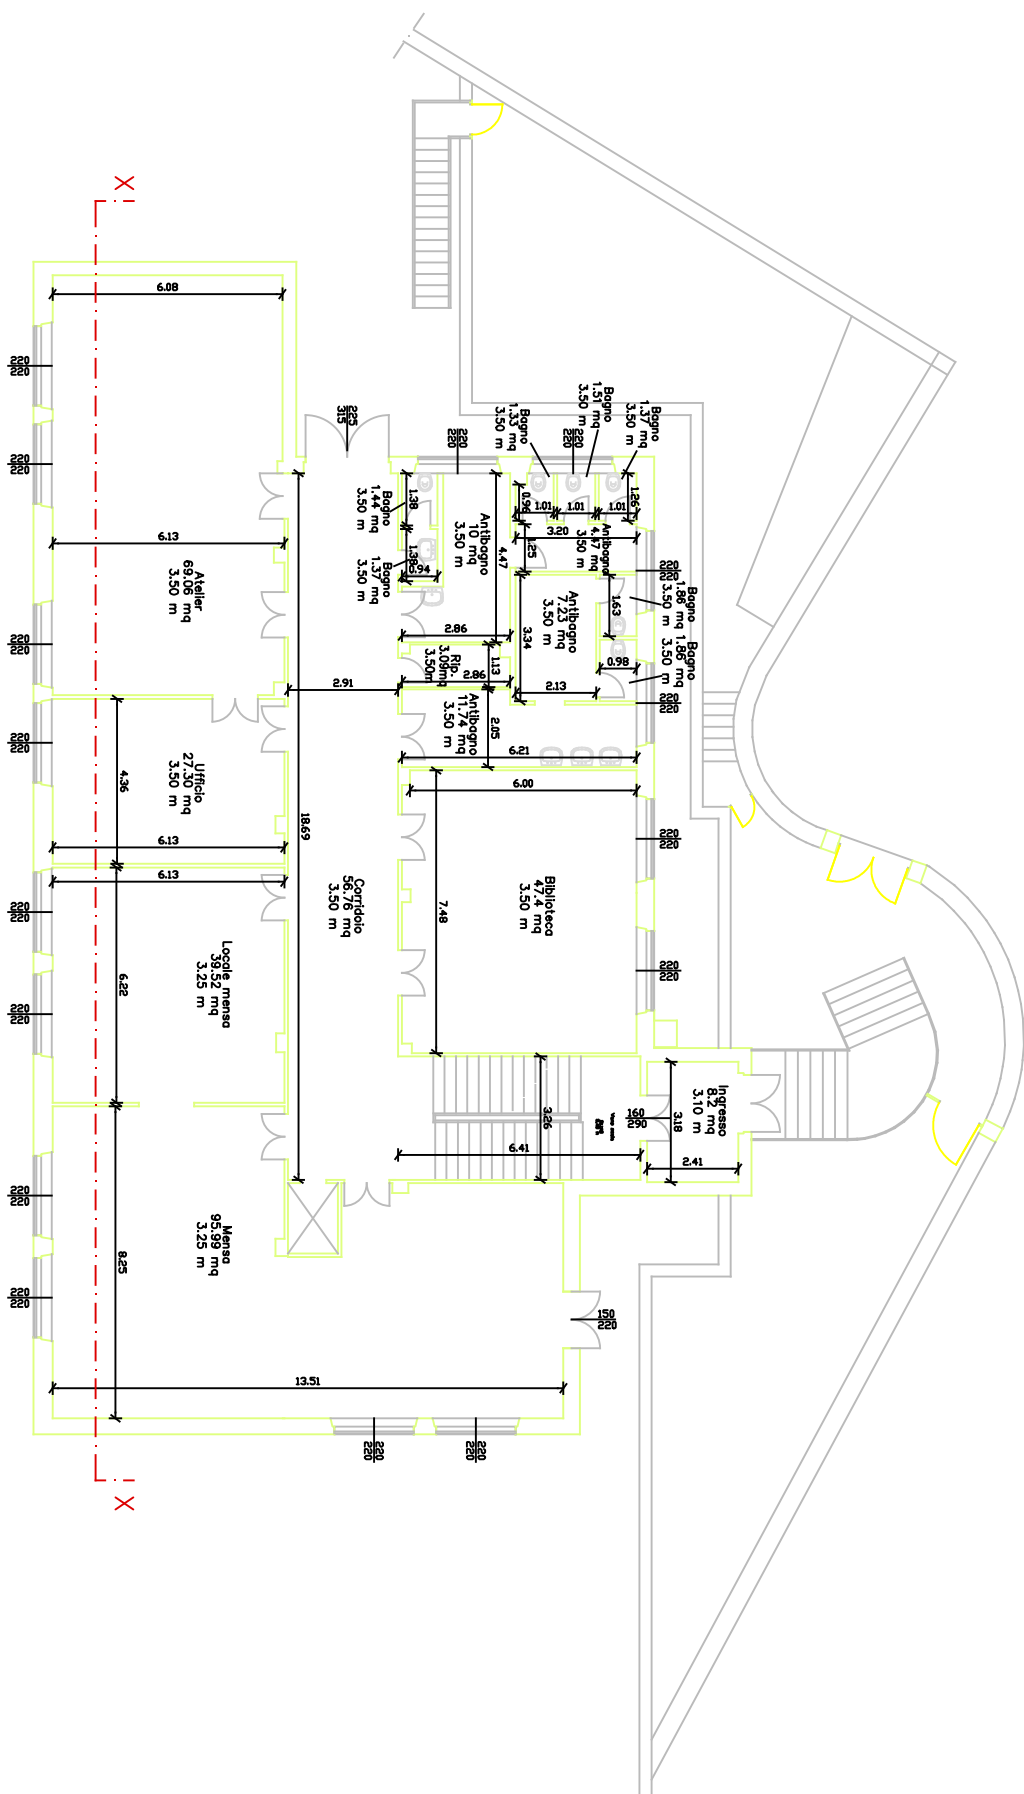 X
6.08
220
220
220
220
225
315
220
220
220
220
Bagno
1.33 mq
3.50 m
Bagno
1.51 mq
3.50 m
Bagno
1.37 mq
3.50 m
1.26
0.96
1.01
1.01
1.01
3.20
1.25
Antibagno
4.47 mq
3.50 m
Antibagno
10 mq
3.50 m
4.47
1.38
Bagno
1.44 mq
3.50 m
1.38
0.94
Bagno
1.37 mq
3.50 m
6.13
Atelier
69.06 mq
3.50 m
220
220
220
220
Antibagno
7.23 mq
3.50 m
3.34
1.63
Bagno
1.86 mq
3.50 m
Bagno
1.86 mq
3.50 m
0.98
2.13
220
220
2.86
Rip.
3.09mq
3.50m
1.13
2.86
2.91
Antibagno
11.74 mq
3.50 m
2.05
6.21
220
220
4.36
Ufficio
27.30 mq
3.50 m
6.13
6.13
18.69
6.00
220
220
Corridoio
56.76 mq
3.50 m
7.48
Biblioteca
47.4 mq
3.50 m
220
220
220
220
6.22
Locale mensa
39.52 mq
3.25 m
220
220
3.26
6.41
160
290
3.18
Ingresso
8.2 mq
3.10 m
2.41
220
220
8.25
Mensa
95.99 mq
3.25 m
220
220
150
220
13.51
220
220
220
220
X